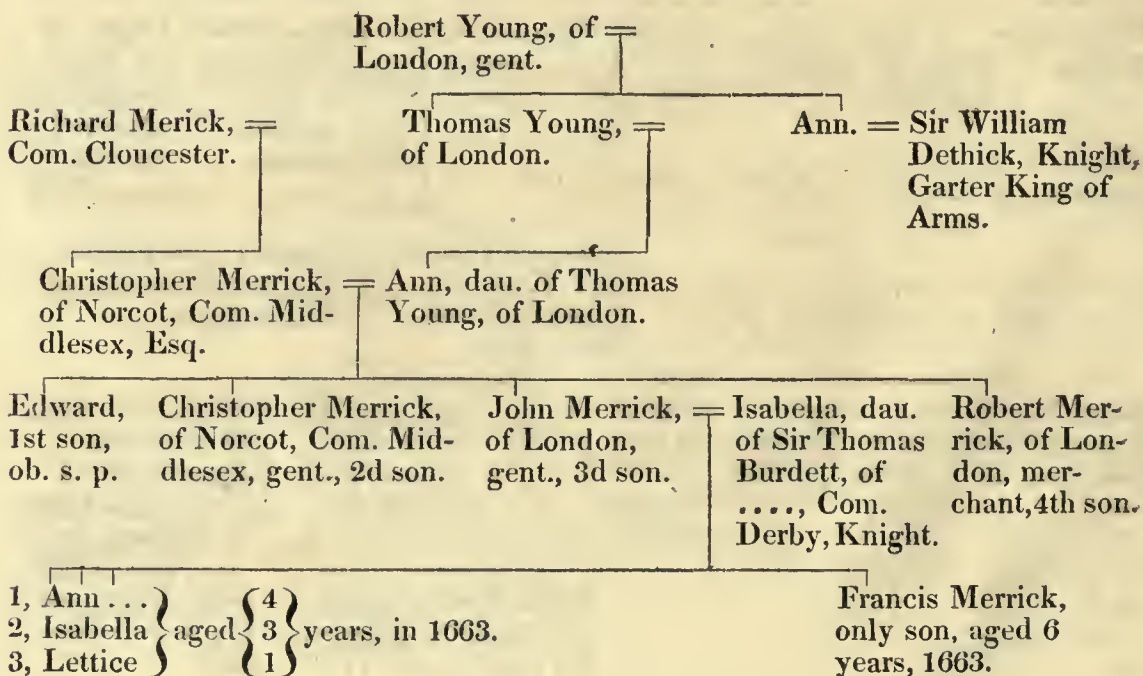 Robert Young, of =
London, gent.
Richard Merick, =
Com. Cloucester.
Thomas Young, =
of London.
Ann. = Sir William
Dethick, Knight,
Garter King of
Arms.
Christopher Merrick, =
of Norcot, Com. Mid-
dlesex, Esq.
Ann, dau. of Thomas
Young, of London.
Edward,
1st son,
ob. s. p.
Christopher Merrick,
of Norcot, Com. Mid-
dlesex, gent., 2d son.
John Merrick, =
of London,
gent., 3d son.
Isabella, dau.
of Sir Thomas
Burdett, of
...., Com.
Derby, Knight.
Robert Mer-
rick, of Lon-
don, mer-
chant, 4th son.
1, Ann ... } aged { 4 } years, in 1663.
2, Isabella
3, Lettice
3
1
Francis Merrick,
only son, aged 6
years, 1663.